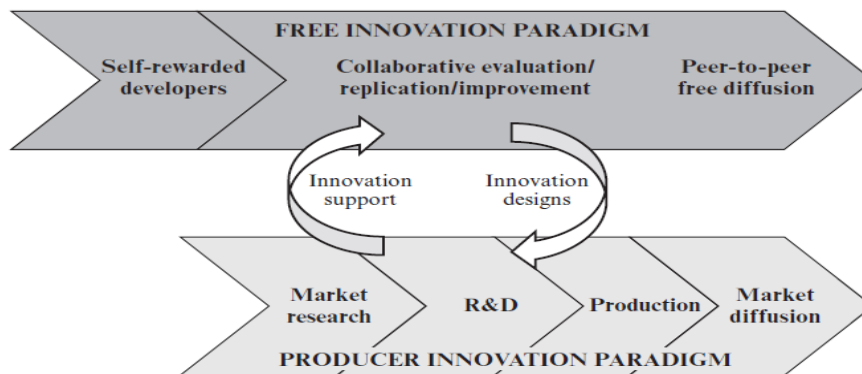 FREE INNOVATION PARADIGM
Self-rewarded
developers
Collaborative evaluation/
replication/improvement
Peer-to-peer
free diffusion
Innovation
support
Innovation
designs
Market
research
R&D
Production
Market
diffusion
PRODUCER INNOVATION PARADIGM